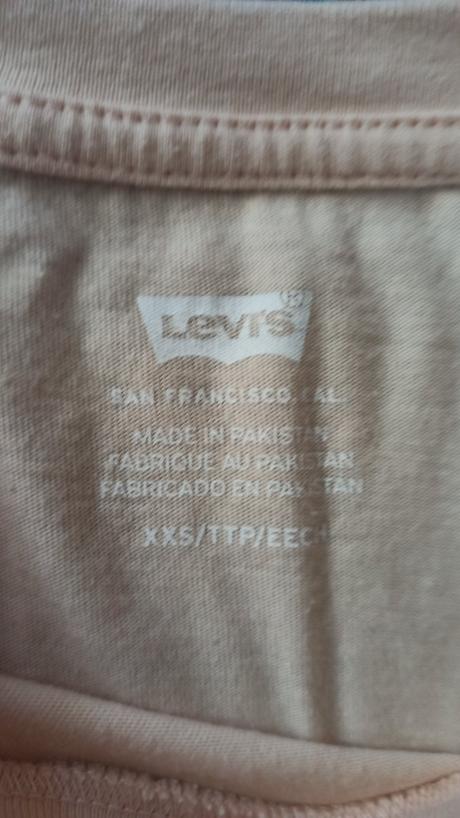 Levi's®
SAN FRANCISCO, CAL.
MADE IN PAKISTAN
FABRIQUE AU PAKISTAN
FABRICADO EN PAKISTAN
XXS/TTP/EECH